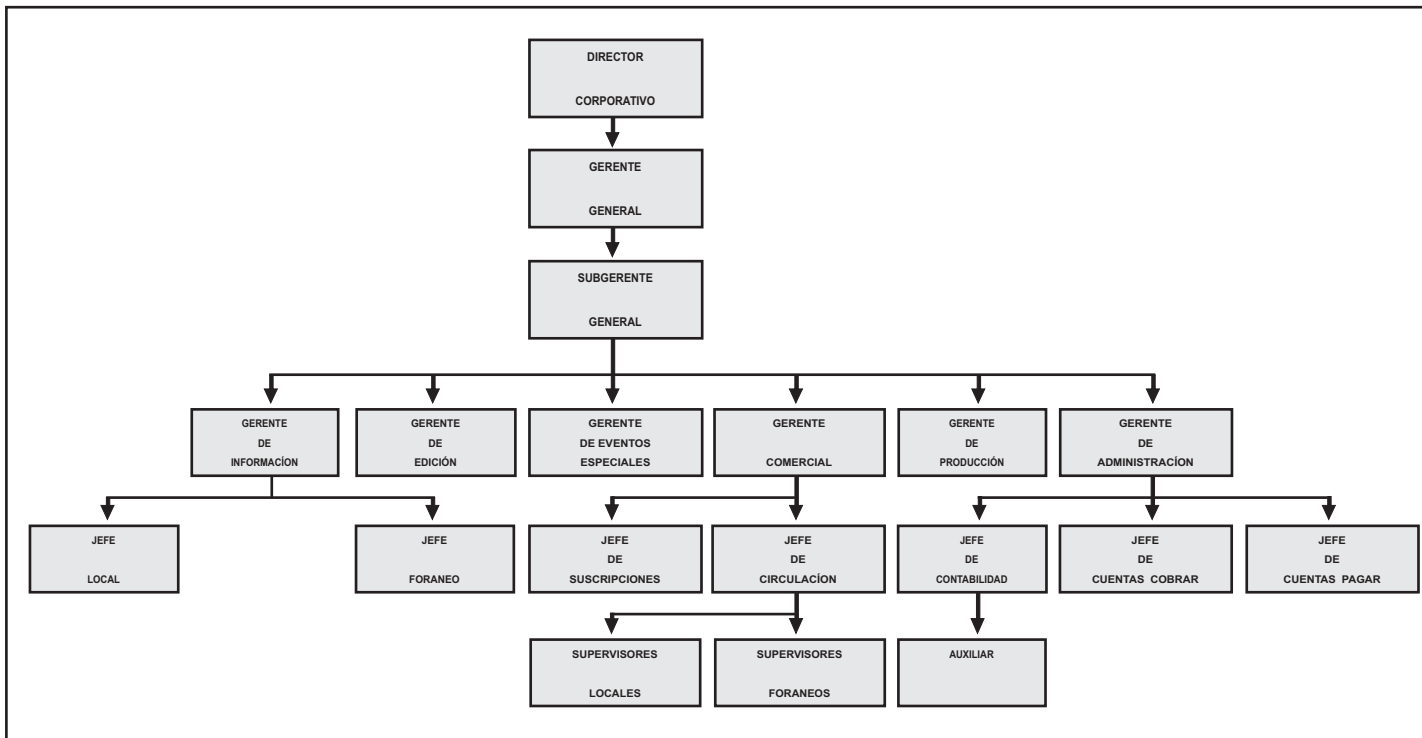 DIRECTOR
CORPORATIVO
GERENTE
GENERAL
SUBGERENTE
GENERAL
GERENTE
DE
INFORMACÍON
GERENTE
DE
EDICIÓN
GERENTE
DE EVENTOS
ESPECIALES
GERENTE
COMERCIAL
GERENTE
DE
PRODUCCIÓN
GERENTE
DE
ADMINISTRACÍON
JEFE
LOCAL
JEFE
FORANEO
JEFE
DE
SUSCRIPCIONES
JEFE
DE
CIRCULACÍON
JEFE
DE
CONTABILIDAD
JEFE
DE
CUENTAS COBRAR
JEFE
DE
CUENTAS PAGAR
SUPERVISORES
LOCALES
SUPERVISORES
FORANEOS
AUXILIAR